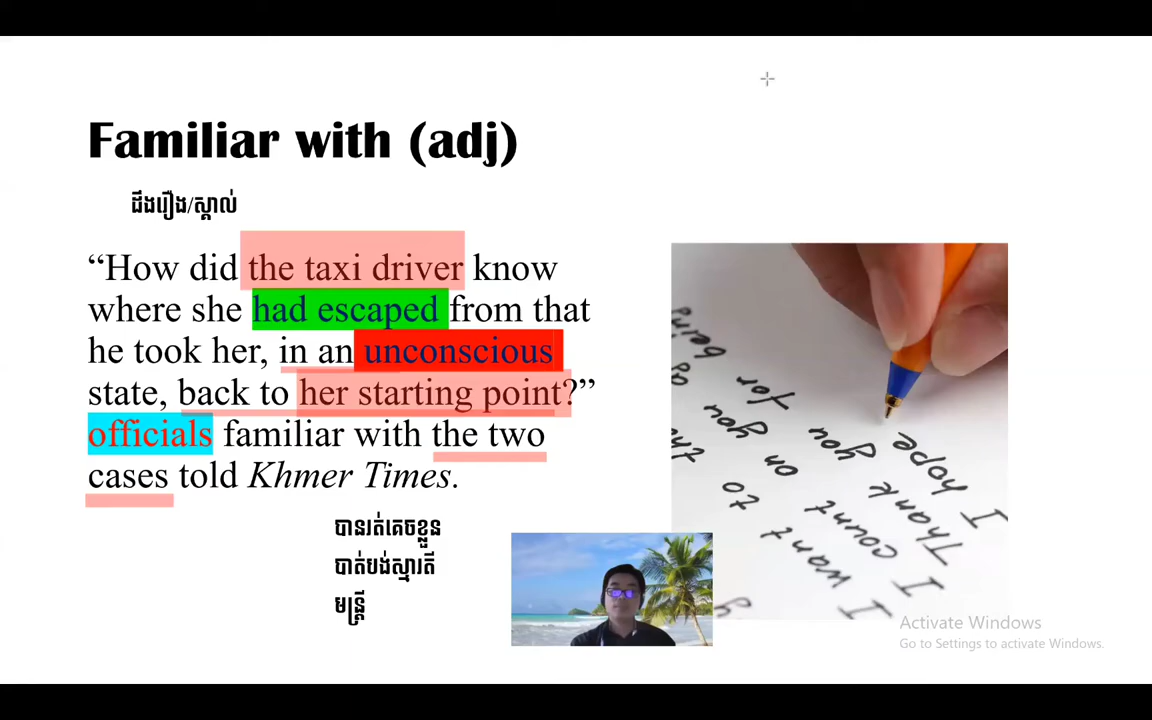 Familiar with (adj)
ដឹងរឿង/ស្គាល់
“How did the taxi driver know
where she had escaped from that
he took her, in an unconscious
state, back to her starting point?”
officials familiar with the two
cases told Khmer Times.
បានរត់គេចខ្លួន
បាត់បង់ស្មារតី
មន្ត្រី
being
for
so
you
you
hope
the
on
Thank
I
to
count
I
want
I
y
Activate Windows
Go to Settings to activate Windows.